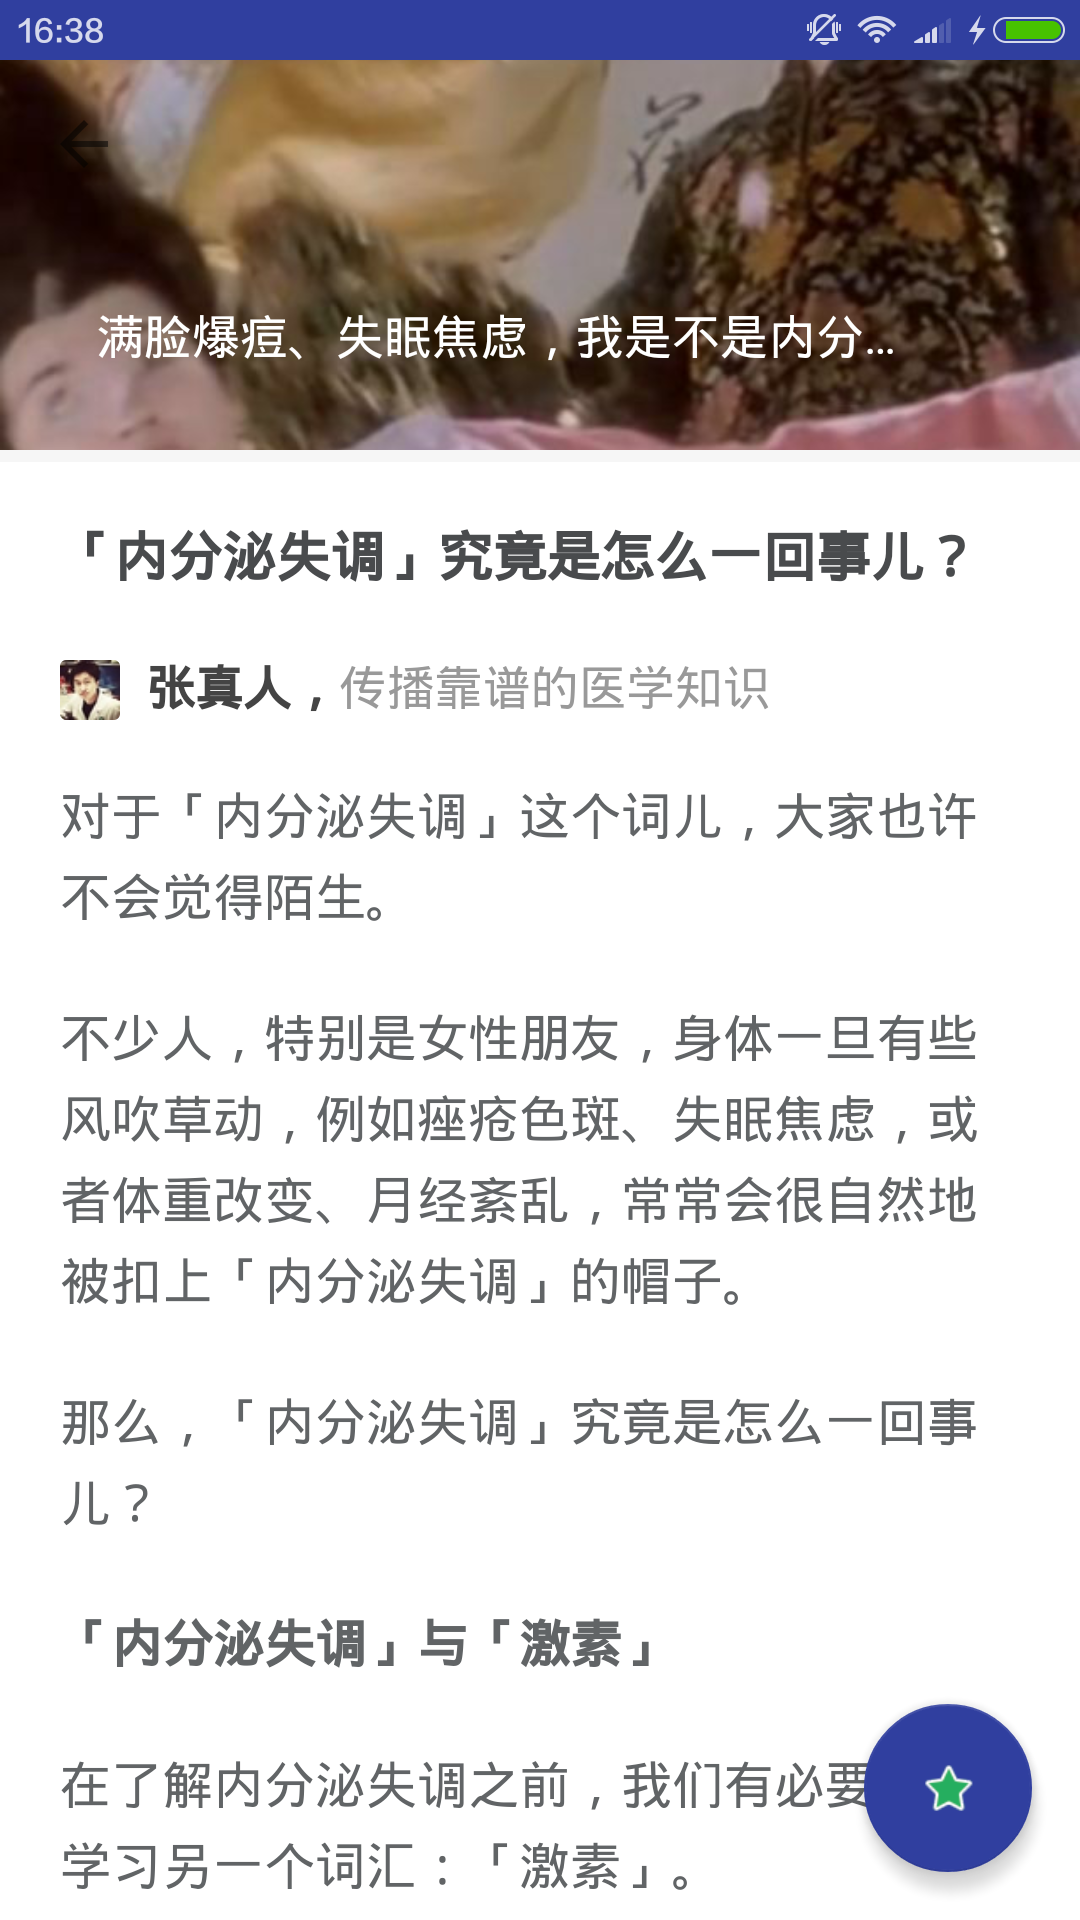 16:38
满脸爆痘、失眠焦虑，我是不是内分...
「内分泌失调」究竟是怎么一回事儿？
张真人，传播靠谱的医学知识
对于「内分泌失调」这个词儿，大家也许
不会觉得陌生。
不少人，特别是女性朋友，身体一旦有些
风吹草动，例如痤疮色斑、失眠焦虑，或
者体重改变、月经紊乱，常常会很自然地
被扣上「内分泌失调」的帽子。
那么，「内分泌失调」究竟是怎么一回事
儿？
「内分泌失调」与「激素」
在了解内分泌失调之前，我们有必要
学习另一个词汇：「激素」。